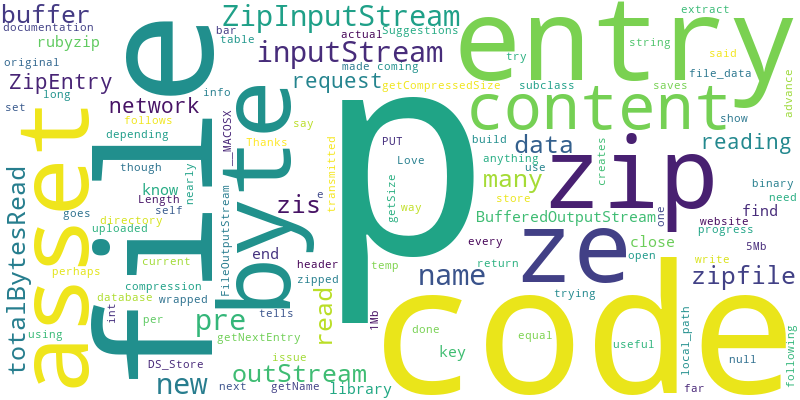 buffer
documentation
rubyzip
original
ZipEntry
set
long
bar
table
actual
made coming
ZipInputStream
Suggestions
inputStream
request
getCompressedSize
try
string
extract
file_data
advance
said
subclass
saves
entry
content
network
follows
info
depending
asset
file
byte
__MACOSX
say
Thanks
PUT
build
data
show
reading
though
nearly
know
Length
self
zis
e
transmitted
Love
getSize
way
p
many
anything
use
store
creates
zip
binary
need
directory
goes
uploaded
totalBytesRead
FileOutputStream
BufferedOutputStream
find
one
website
progress
end
header
every
close
open
5Mb
write
perhaps
current
compression
zipped
temp
name
return
ze
zipfile
trying
database
wrapped
tells
read
1Mb
int
per
pre
using
getNextEntry
done
equal
code
useful
local_path
null
following
issue
key
DS_Store
outStream
new
next
getName
library
far